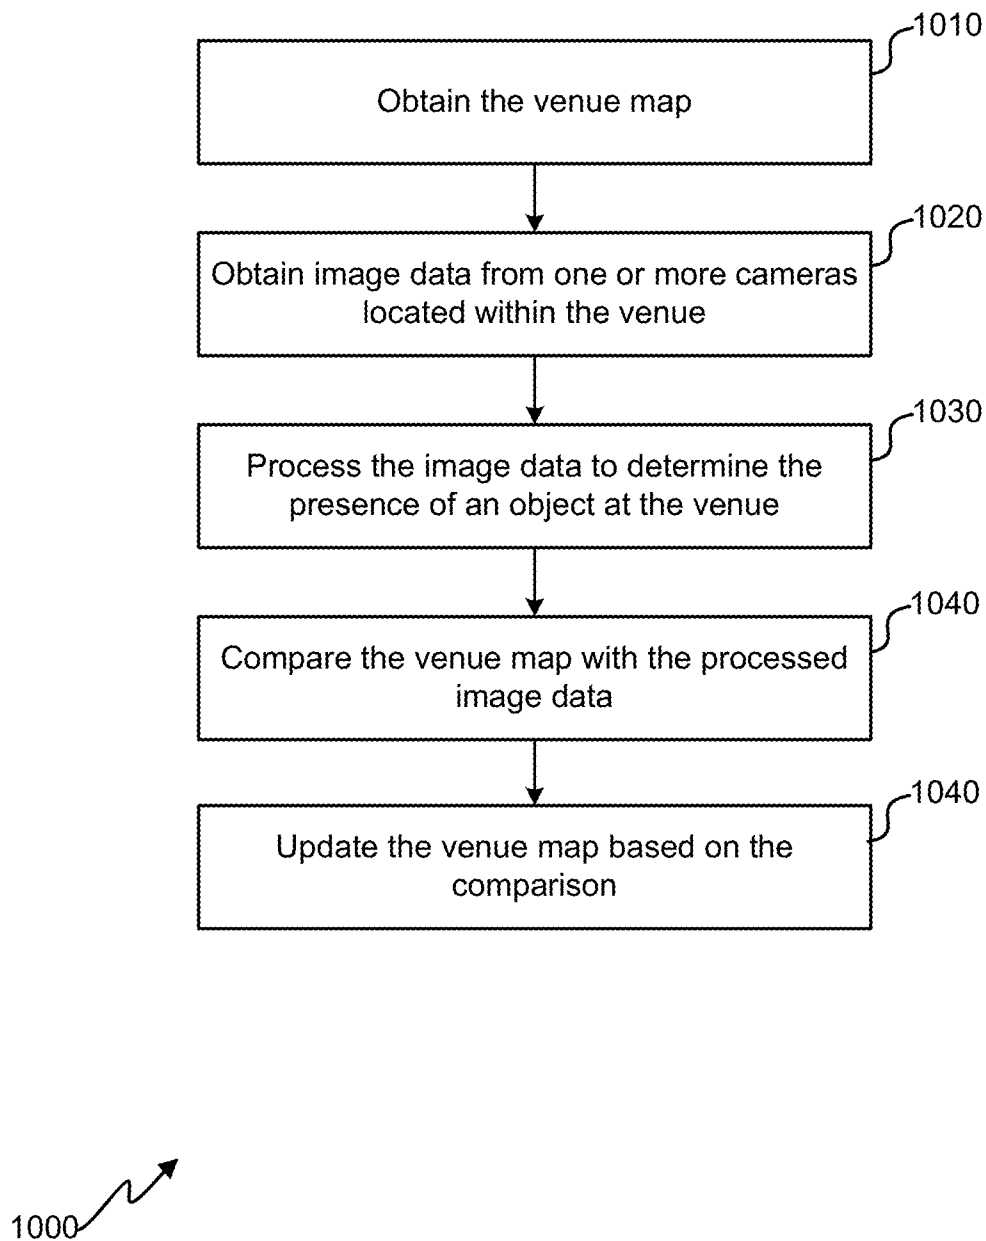 1010
Obtain the venue map
1020
Obtain image data from one or more cameras
located within the venue
1030
Process the image data to determine the
presence of an object at the venue
1040
Compare the venue map with the processed
image data
1040
Update the venue map based on the
comparison
1000